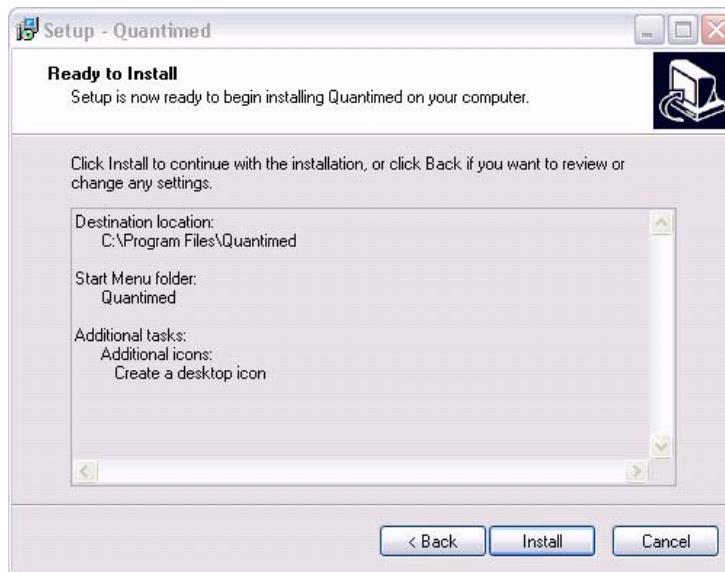 Setup - Quantimed
Ready to Install
Setup is now ready to begin installing Quantimed on your computer.
Click Install to continue with the installation, or click Back if you want to review or
change any settings.
Destination location:
C:\Program Files\Quantimed
Start Menu folder:
Quantimed
Additional tasks:
Additional icons:
Create a desktop icon
< Back
Install
Cancel